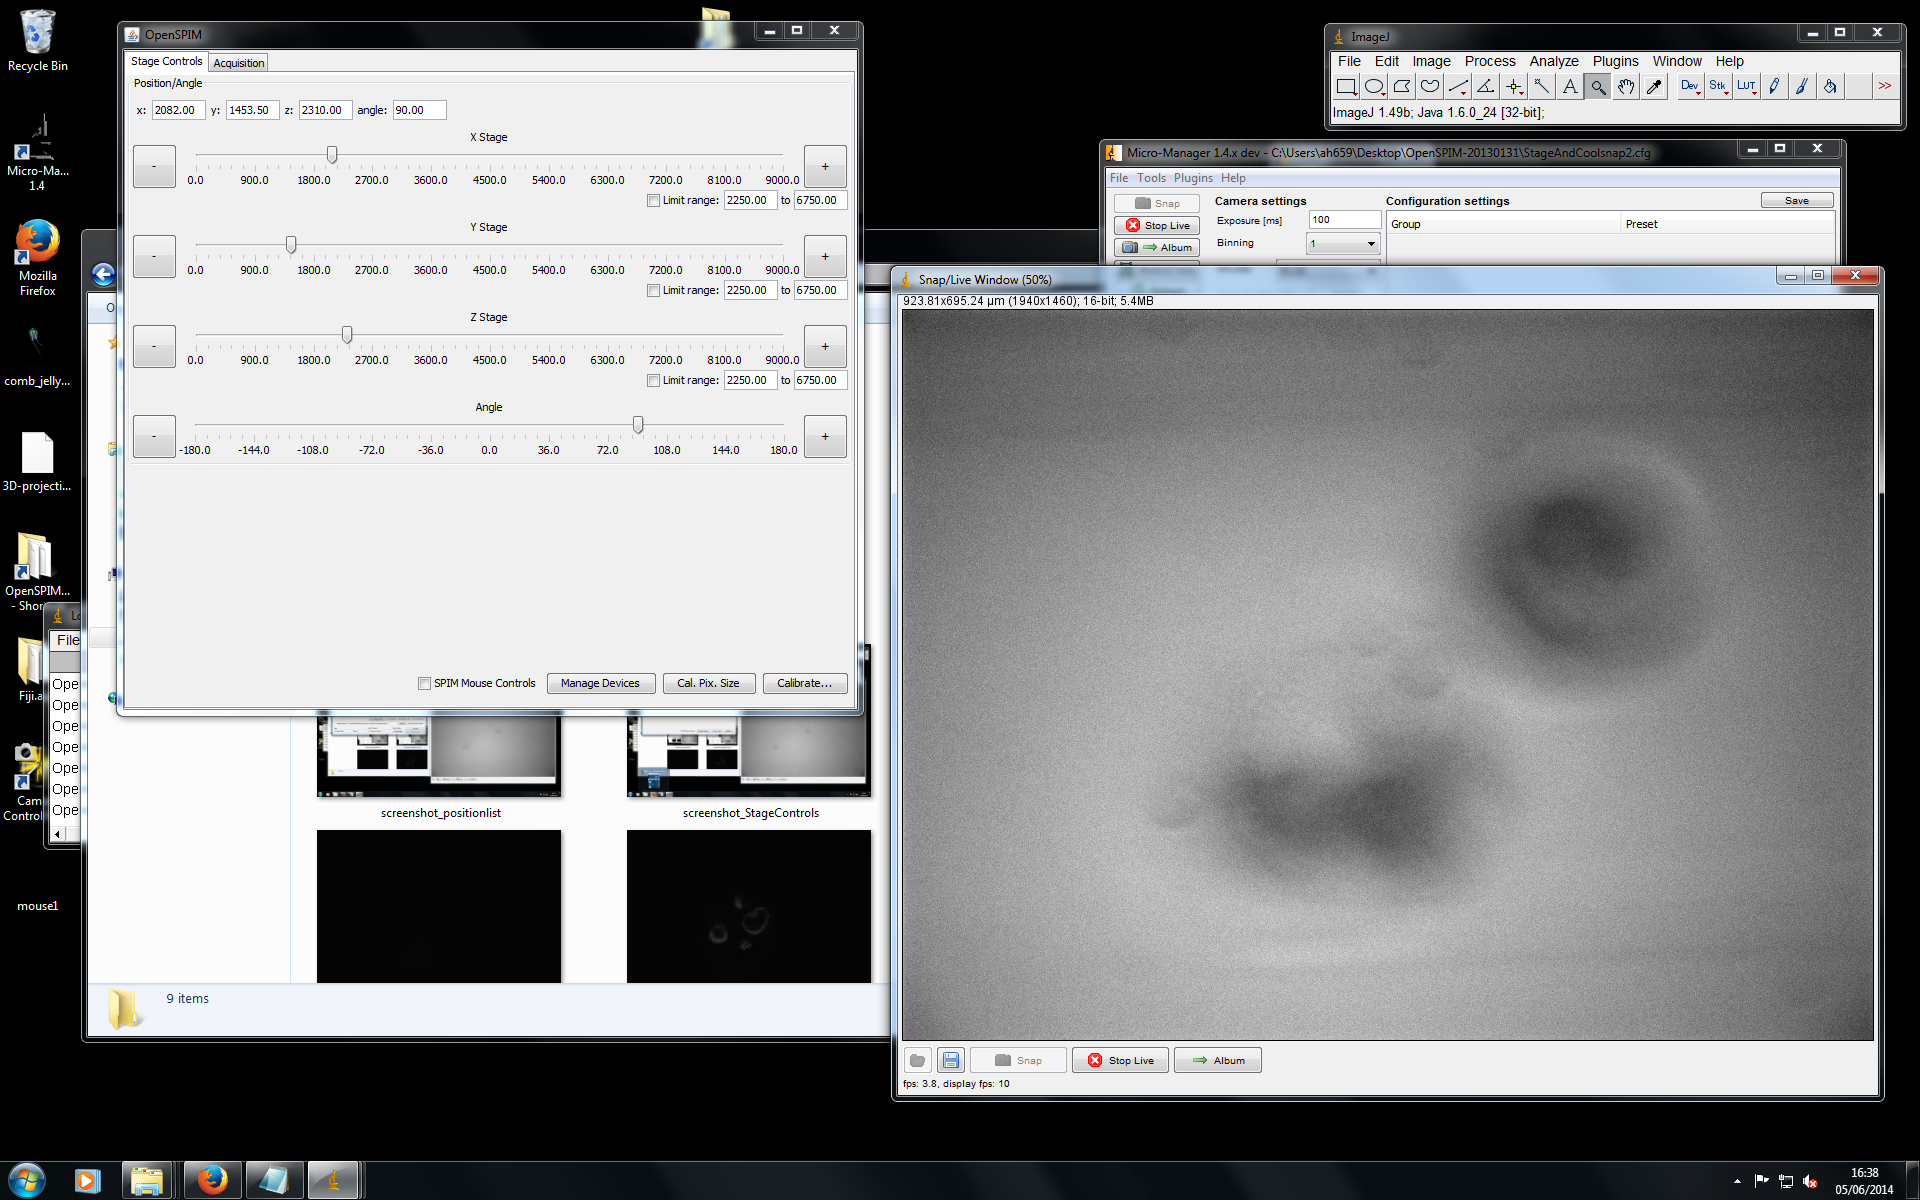 Recycle Bin
Micro-Ma...
1.4
Mozilla
Firefox
comb_jelly...
3D-projecti...
OpenSPIM...
- Shor
Fiji.a
Cam
Control
mouse1
OpenSPIM
Stage Controls
Acquisition
Position/Angle
x: 2082.00 y: 1453.50 z: 2310.00 angle: 90.00
X Stage
-
+
0.0 900.0 1800.0 2700.0 3600.0 4500.0 5400.0 6300.0 7200.0 8100.0 9000.0
Limit range: 2250.00 to 6750.00
Y Stage
-
+
0.0 900.0 1800.0 2700.0 3600.0 4500.0 5400.0 6300.0 7200.0 8100.0 9000.0
Limit range: 2250.00 to 6750.00
Z Stage
-
+
0.0 900.0 1800.0 2700.0 3600.0 4500.0 5400.0 6300.0 7200.0 8100.0 9000.0
Limit range: 2250.00 to 6750.00
Angle
-
+
-180.0 -144.0 -108.0 -72.0 -36.0 0.0 36.0 72.0 108.0 144.0 180.0
SPIM Mouse Controls
Manage Devices
Cal. Pix. Size
Calibrate...
File
Ope
Ope
Ope
Ope
Ope
Ope
Ope
screenshot_positionlist
screenshot_StageControls
9 items
ImageJ
File Edit Image Process Analyze Plugins Window Help
A Dev Stk LUT >>
ImageJ 1.49b; Java 1.6.0_24 [32-bit];
Micro-Manager 1.4.x dev - C:\Users\ah659\Desktop\OpenSPIM-20130131\StageAndCoolsnap2.cfg
File Tools Plugins Help
Snap
Stop Live
Album
Camera settings
Exposure [ms] 100
Binning 1
Configuration settings
Save
Group Preset
Snap/Live Window (50%)
923.81x695.24 µm (1940x1460); 16-bit; 5.4MB
Snap
Stop Live
Album
fps: 3.8, display fps: 10
16:38
05/06/2014